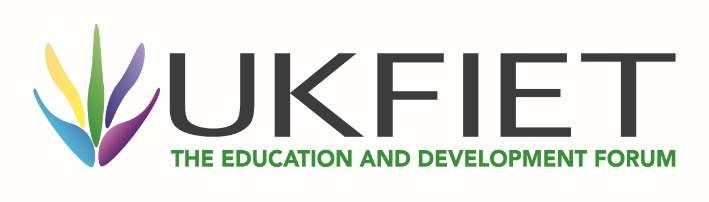 UKFIET
THE EDUCATION AND DEVELOPMENT FORUM